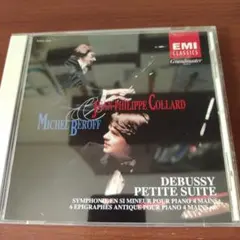 EMI
CLASSICS
Grandmaster
JEAN-PHILIPPE COLLARD
&
MICHEL BEROFF
DEBUSSY
PETITE SUITE
SYMPHONIE EN SI MINEUR POUR PIANO 4 MAINS
6 EPIGRAPHES ANTIQUE POUR PIANO 4 MAINS